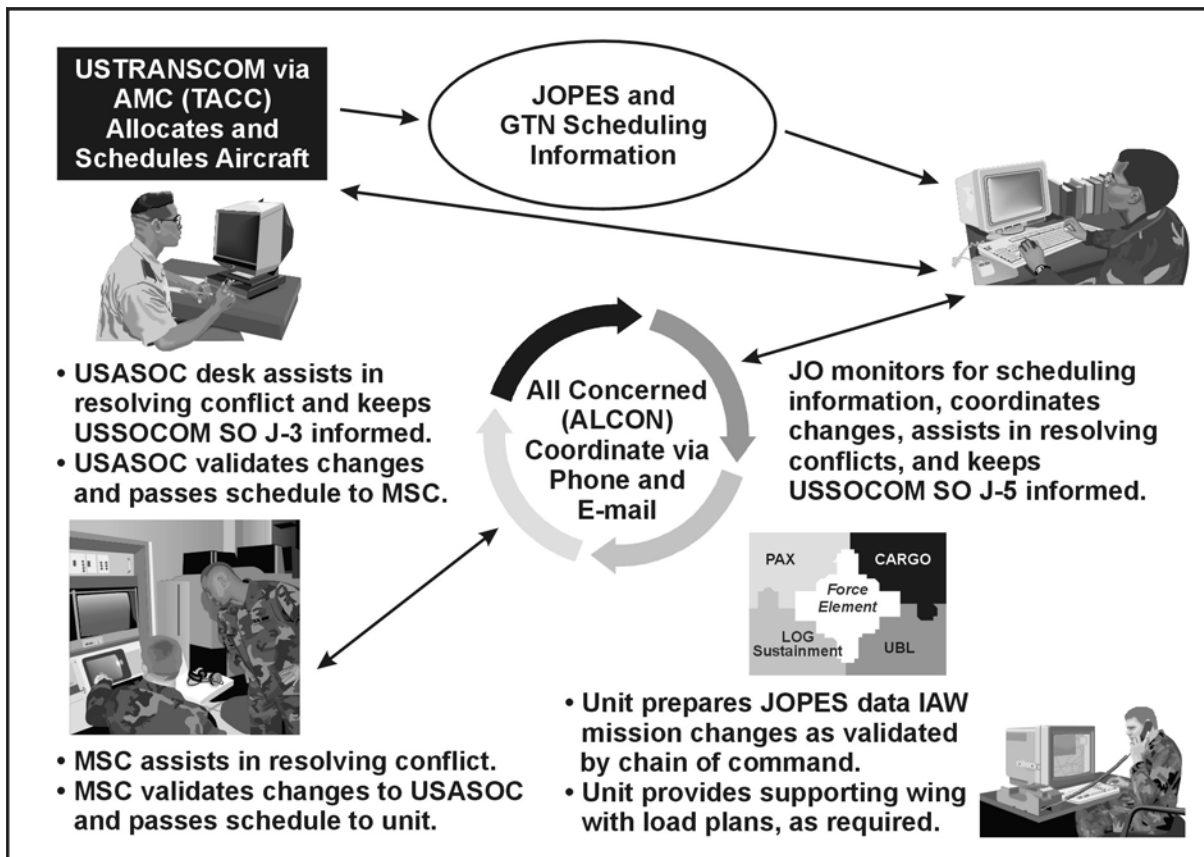 USTRANSCOM via
AMC (TACC)
Allocates and
Schedules Aircraft
JOPES and
GTN Scheduling
Information
• USASOC desk assists in
resolving conflict and keeps
USSOCOM SO J-3 informed.
• USASOC validates changes
and passes schedule to MSC.
All Concerned
(ALCON)
Coordinate via
Phone and
E-mail
JO monitors for scheduling
information, coordinates
changes, assists in resolving
conflicts, and keeps
USSOCOM SO J-5 informed.
PAX
CARGO
Force
Element
LOG
Sustainment
UBL
• MSC assists in resolving conflict.
• MSC validates changes to USASOC
and passes schedule to unit.
• Unit prepares JOPES data IAW
mission changes as validated
by chain of command.
• Unit provides supporting wing
with load plans, as required.